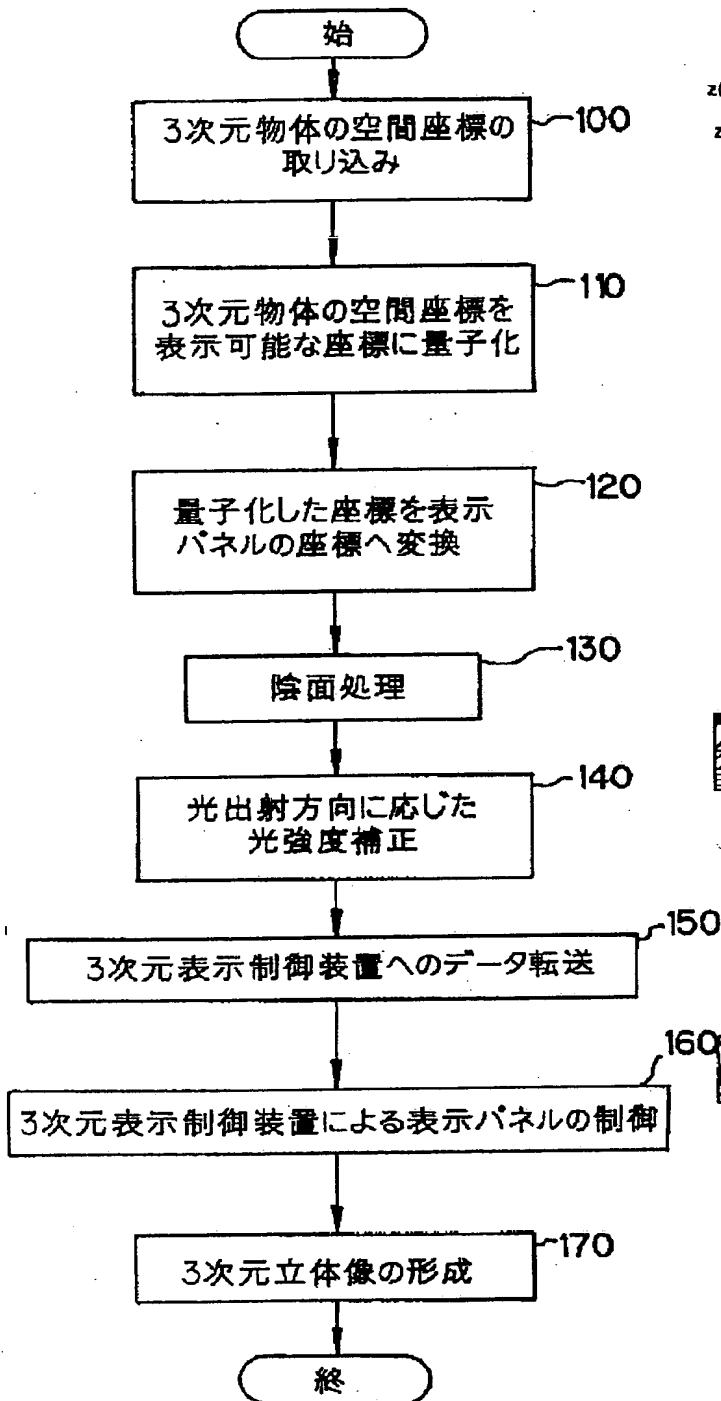 始
3次元物体の空間座標の
取り込み
100
3次元物体の空間座標を
表示可能な座標に量子化
110
量子化した座標を表示
パネルの座標へ変換
120
陰面処理
130
光出射方向に応じた
光強度補正
140
3次元表示制御装置へのデータ転送
150
3次元表示制御装置による表示パネルの制御
160
3次元立体像の形成
170
終